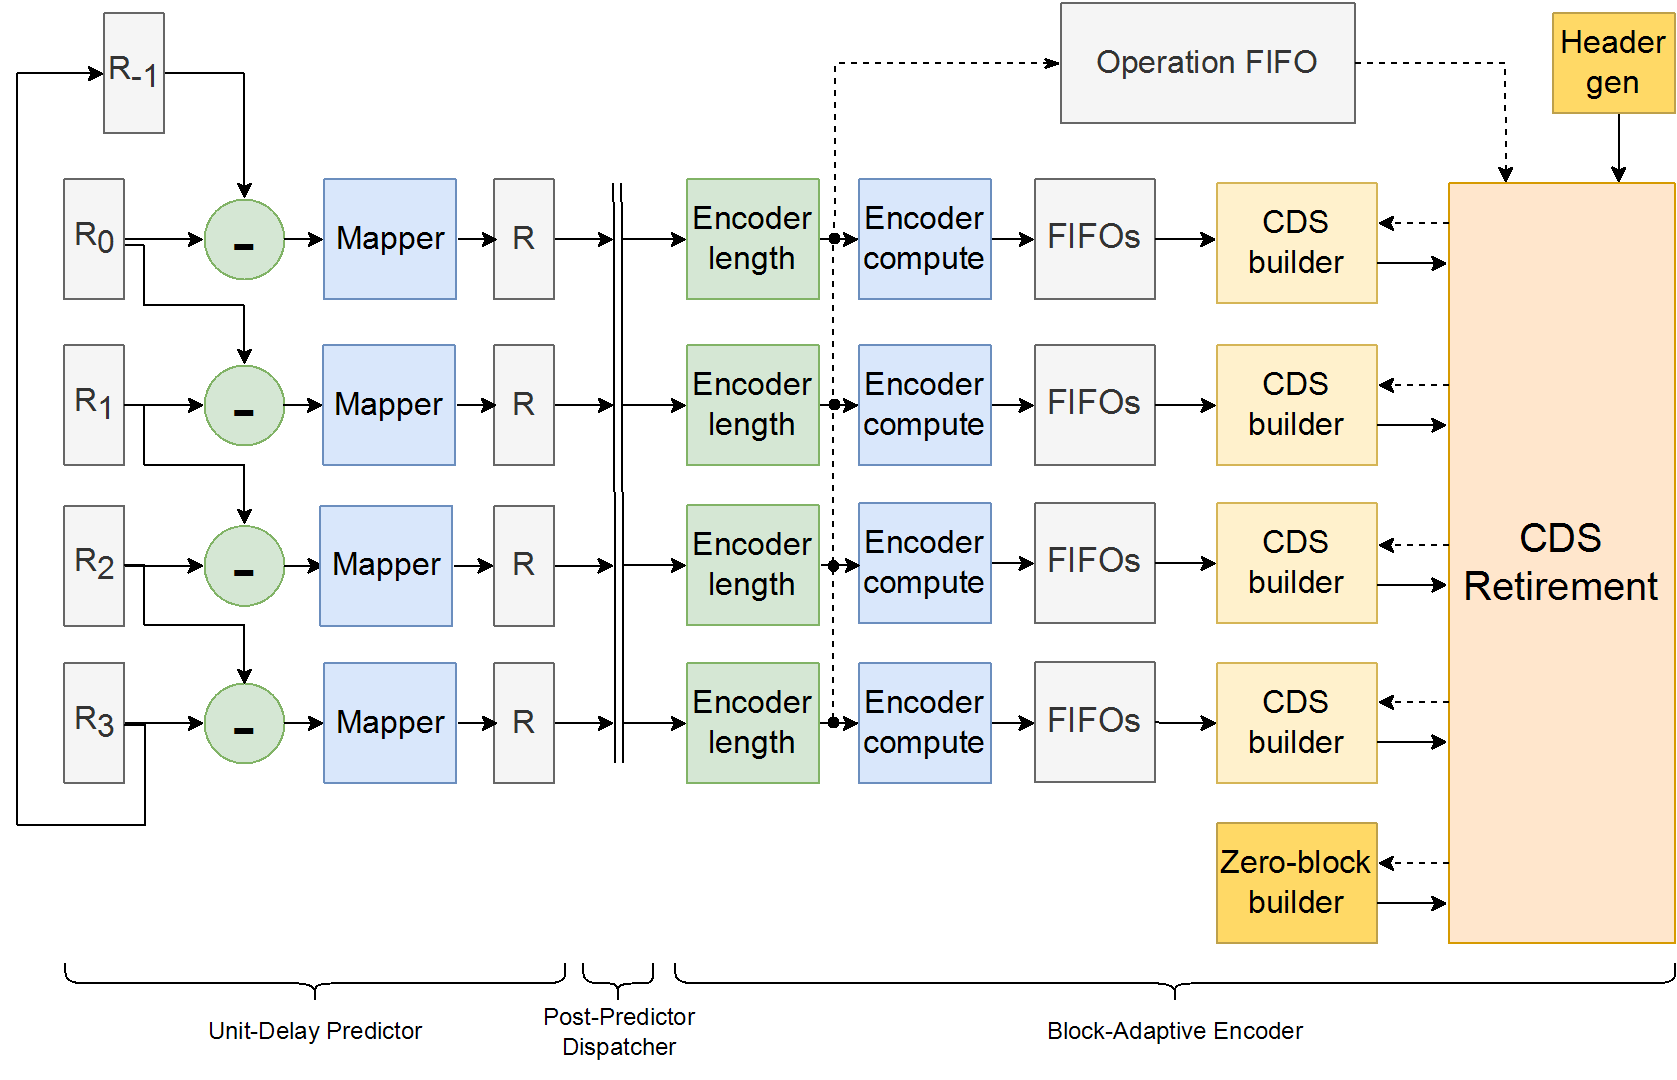 R-1
Operation FIFO
Header
gen
R0
-
Mapper
R
Encoder
length
Encoder
compute
FIFOs
CDS
builder
R1
-
Mapper
R
Encoder
length
Encoder
compute
FIFOs
CDS
builder
R2
-
Mapper
R
Encoder
length
Encoder
compute
FIFOs
CDS
builder
CDS
Retirement
R3
-
Mapper
R
Encoder
length
Encoder
compute
FIFOs
CDS
builder
Zero-block
builder
Unit-Delay Predictor
Post-Predictor
Dispatcher
Block-Adaptive Encoder